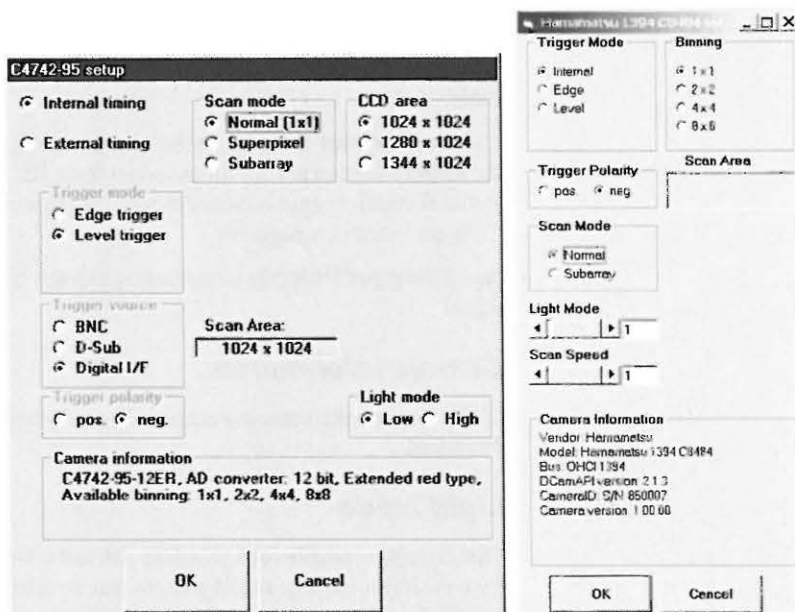 C4742-95 setup
Internal timing
External timing
Scan mode
Normal (1x1)
Superpixel
Subarray
CCD area
1024 x 1024
1280 x 1024
1344 x 1024
Trigger mode
Edge trigger
Level trigger
Trigger source
BNC
D-Sub
Digital I/F
Scan Area:
1024 x 1024
Trigger polarity
pos. neg.
Light mode
Low High
Camera information
C4742-95-12ER, AD converter: 12 bit, Extended red type,
Available binning: 1x1, 2x2, 4x4, 8x8
OK Cancel
Hamamatsu 1394 C8484
Trigger Mode
Internal
Edge
Level
Binning
1 x 1
2 x 2
4 x 4
8 x 8
Trigger Polarity
pos. neg
Scan Area
Scan Mode
Normal
Subarray
Light Mode
1
Scan Speed
1
Camera Information
Vendor: Hamamatsu
Model: Hamamatsu 1394 C8484
Bus: OHCI 1394
DCamAPI version: 2.1.3
CameraID: S/N 850007
Camera version: 1.00.00
OK Cancel